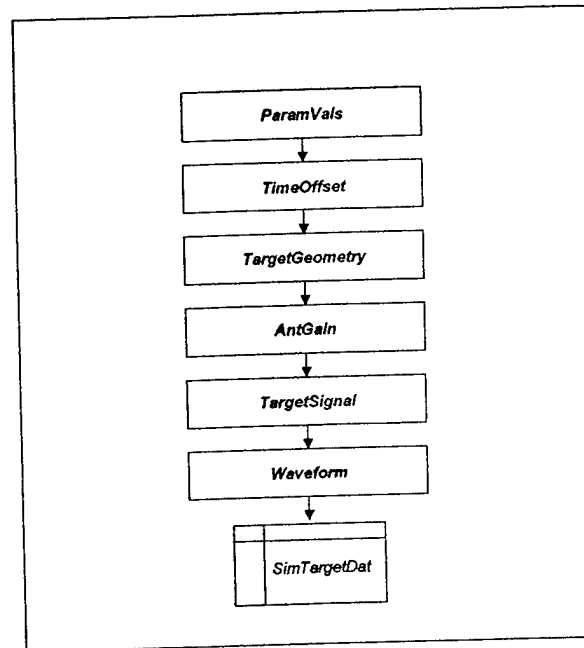 ParamVals
TimeOffset
TargetGeometry
AntGain
TargetSignal
Waveform
SimTargetDat